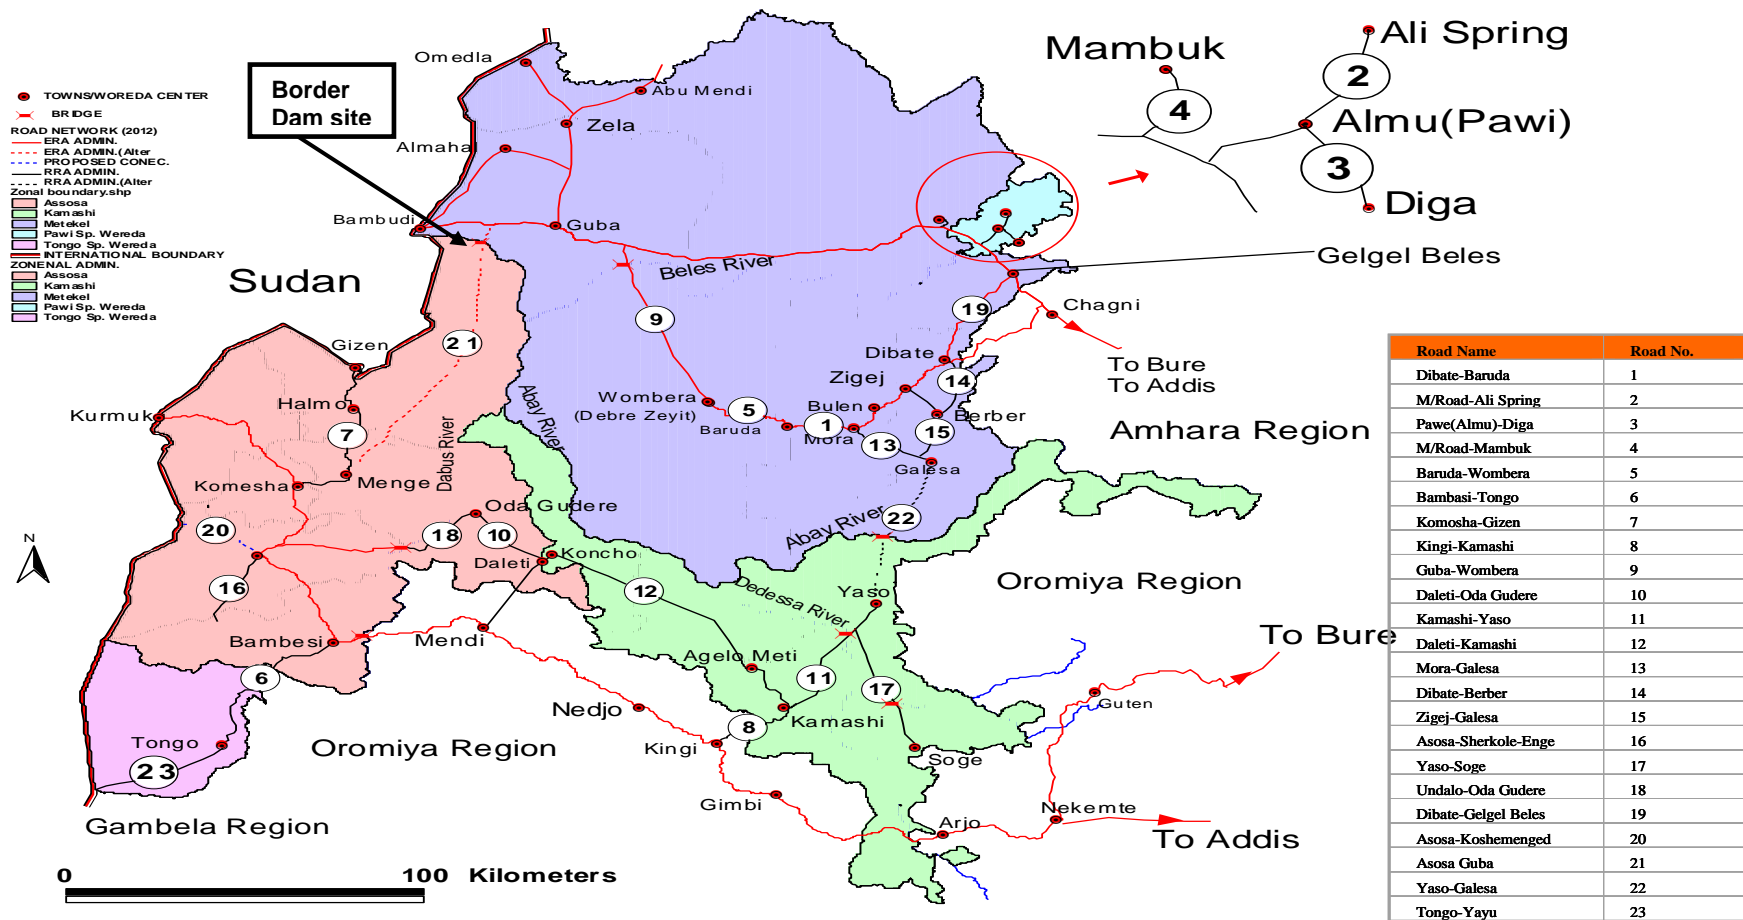 Ali Spring
Mambuk
2
4
Almu(Pawi)
3
Diga
Omedla
Border
Dam site
Abu Mendi
Zela
Almahal
TOWNS/WOREDA CENTER
BRIDGE
ROAD NETWORK (2012)
ERA ADMIN.
ERA ADMIN.(Alter
PROPOSED CONEC.
RRA ADMIN.
RRA ADMIN.(Alter
Zonal boundary.shp
Assosa
Kamashi
Metekel
Pawi Sp. Wereda
Tongo Sp. Wereda
INTERNATIONAL BOUNDARY
ZONENAL ADMIN.
Assosa
Kamashi
Metekel
Pawi Sp. Wereda
Tongo Sp. Wereda
Bambudi
Guba
Beles River
Gelgel Beles
Sudan
Chagni
19
9
21
Gizen
Dibate
To Bure
To Addis
Zigej
14
Halmo
Wombera
(Debre Zeyit)
5
Baruda
1
Bulen
Mora
Berber
15
13
Galesa
Amhara Region
Kurmuk
7
Abay River
Dabus River
Komesha
Menge
Oda Gudere
20
18
10
Abay River
22
N
Koncho
Daleti
16
12
Dedessa River
Yaso
Oromiya Region
Bambesi
Mendi
To Bure
6
Agelo Meti
11
17
Nedjo
Kamashi
Guten
8
Tongo
Oromiya Region
Kingi
Soge
23
Gimbi
Nekemte
Arjo
To Addis
Gambela Region
0
100 Kilometers
Road Name Road No.
Dibate-Baruda 1
M/Road-Ali Spring 2
Pawe(Almu)-Diga 3
M/Road-Mambuk 4
Baruda-Wombera 5
Bambasi-Tongo 6
Komosha-Gizen 7
Kingi-Kamashi 8
Guba-Wombera 9
Daleti-Oda Gudere 10
Kamashi-Yaso 11
Daleti-Kamashi 12
Mora-Galesa 13
Dibate-Berber 14
Zigej-Galesa 15
Asosa-Sherkole-Enge 16
Yaso-Soge 17
Undalo-Oda Gudere 18
Dibate-Gelgel Beles 19
Asosa-Koshemenged 20
Asosa Guba 21
Yaso-Galesa 22
Tongo-Yayu 23